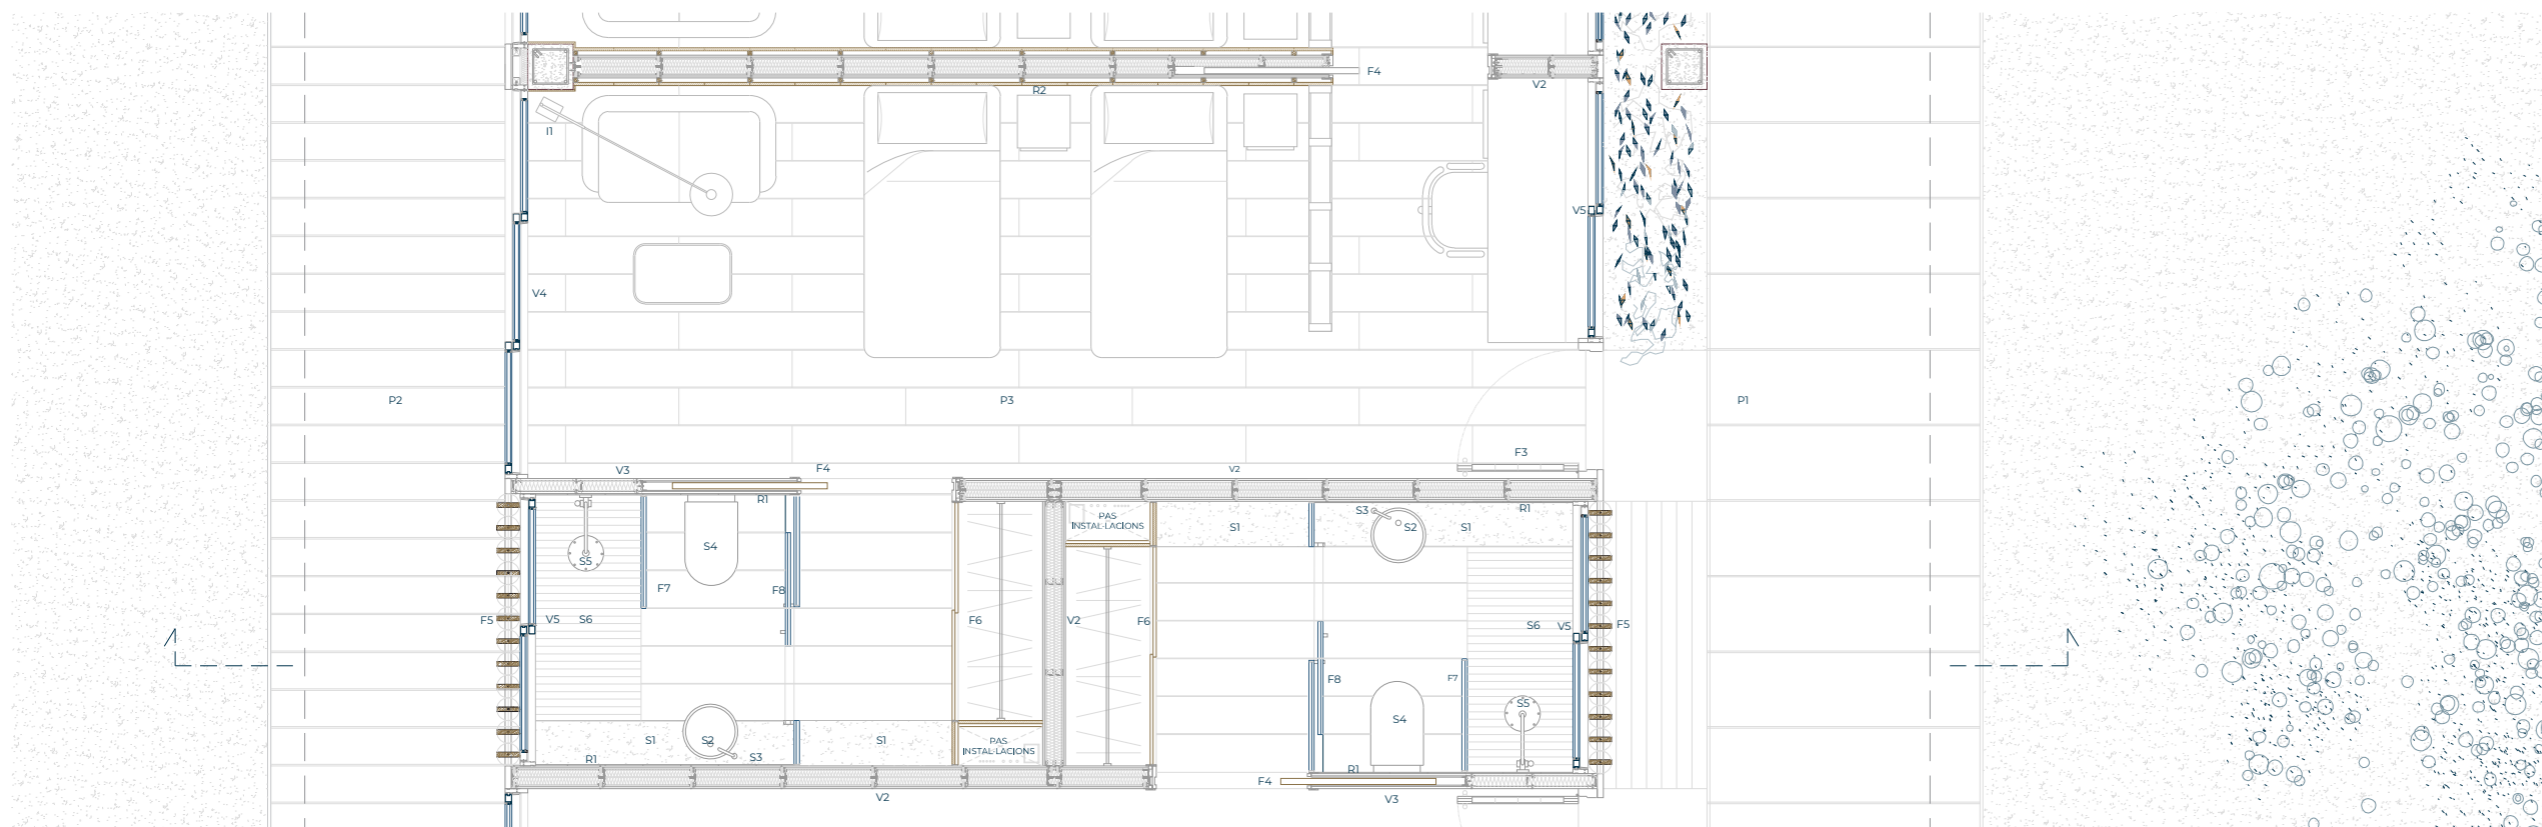 F4
V2
R2
I1
V5
V4
P2
P3
P1
F3
V3
F4
V2
R1
R1
PAS
INSTAL·LACIONS
S1
S3
S2
S1
S4
S5
F7
F8
F5
V5
S6
F6
V2
F6
S6
V5
F5
F8
F7
S5
S4
S1
S2
S3
S1
PAS
INSTAL·LACIONS
R1
R1
F4
V2
V3